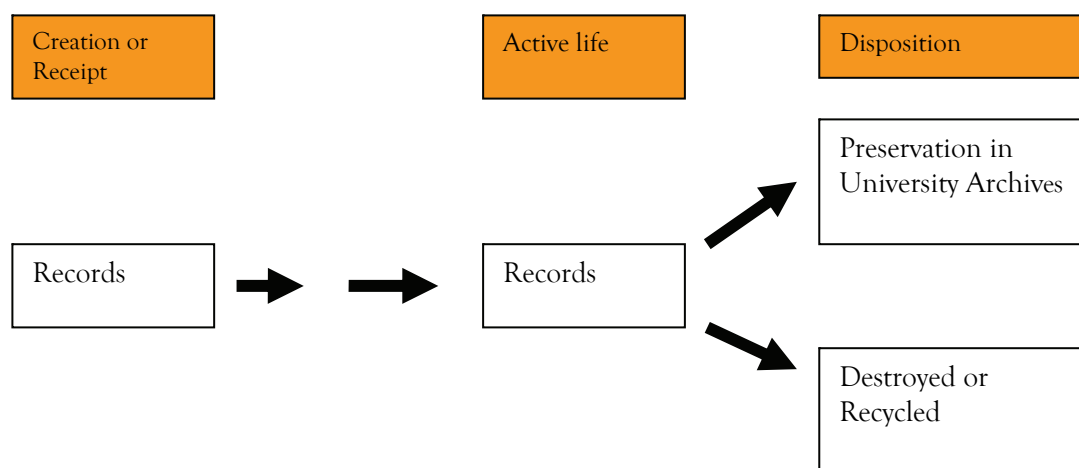 Creation or
Receipt
Active life
Disposition
Preservation in
University Archives
Records
Records
Destroyed or
Recycled